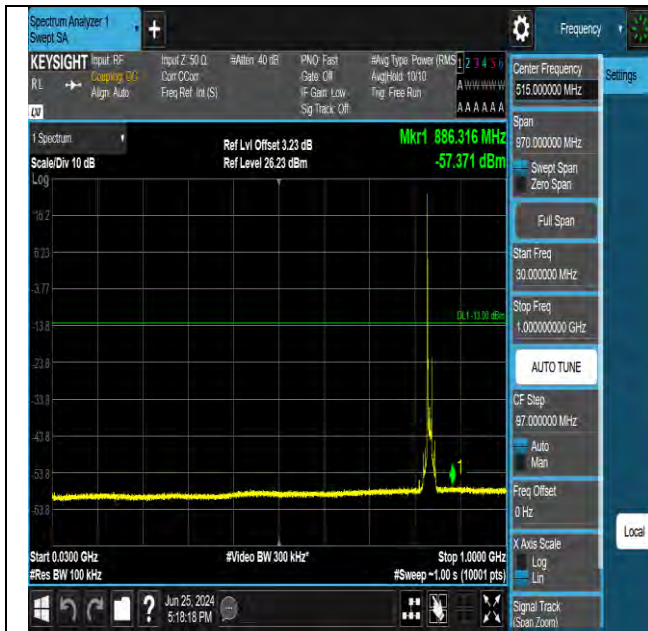 Spectrum Analyzer 1
Swept SA
+
Frequency
KEYSIGHT
RL
Input: RF
Coupling: DC
Align: Auto
Input Z: 50 Ω
Corr CCorr
Freq Ref: Int (S)
#Atten: 40 dB
PNO: Fast
Gate: Off
IF Gain: Low
Sig Track: Off
#Avg Type: Power (RMS
Avg|Hold: 10/10
Trig: Free Run
1 2 3 4 5 6
A W W W W W
A A A A A A
LXI
1 Spectrum
Scale/Div 10 dB
Log
Ref Lvl Offset 3.23 dB
Ref Level 26.23 dBm
Mkr1 886.316 MHz
-57.371 dBm
16.2
6.23
-3.77
-13.8
-23.8
-33.8
-43.8
-53.8
-63.8
DL1 -13.00 dBm
1
Start 0.0300 GHz
#Res BW 100 kHz
#Video BW 300 kHz*
Stop 1.0000 GHz
#Sweep ~1.00 s (10001 pts)
Center Frequency
515.000000 MHz
Settings
Span
970.000000 MHz
Swept Span
Zero Span
Full Span
Start Freq
30.000000 MHz
Stop Freq
1.000000000 GHz
AUTO TUNE
CF Step
97.000000 MHz
Auto
Man
Freq Offset
0 Hz
Local
X Axis Scale
Log
Lin
Signal Track
(Span Zoom)
?
Jun 25, 2024
5:18:18 PM